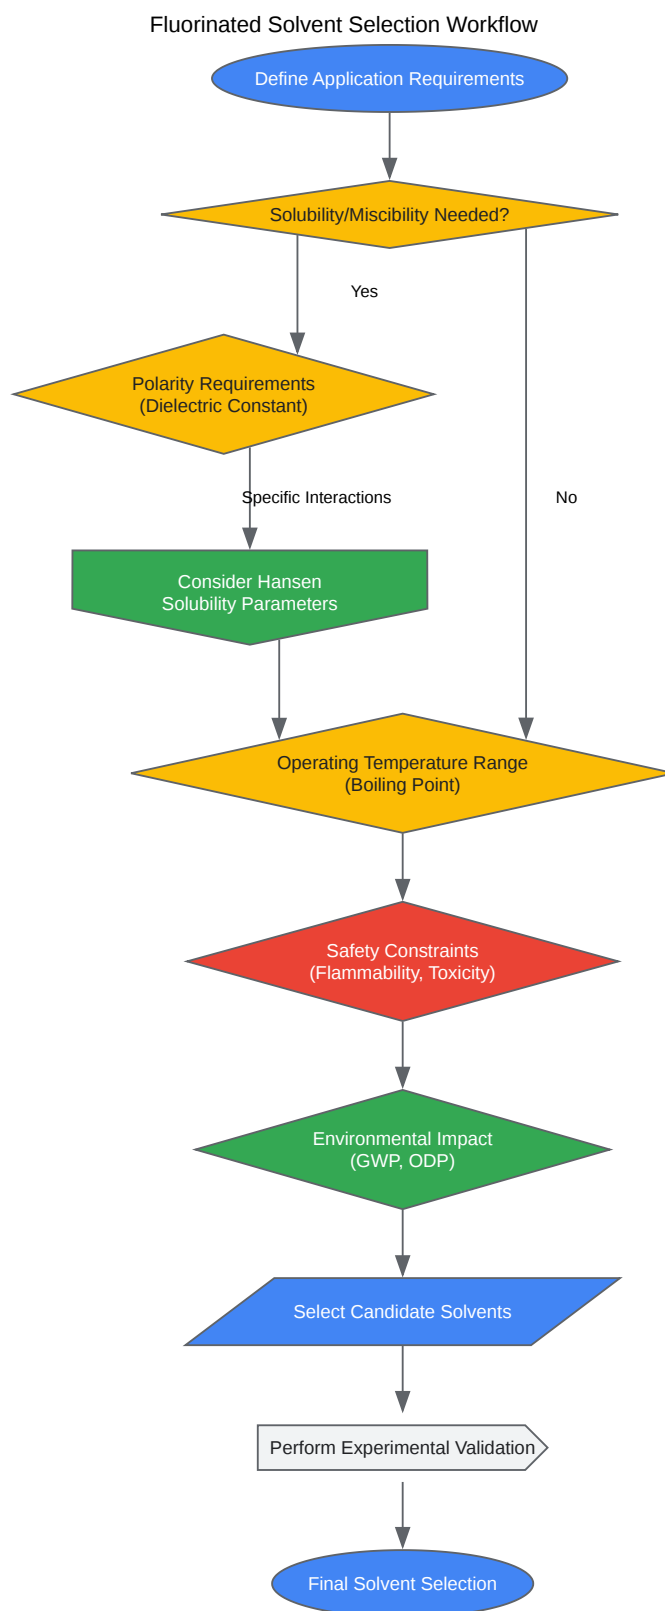 Fluorinated Solvent Selection Workflow
Define Application Requirements
Solubility/Miscibility Needed?
Yes
Polarity Requirements
(Dielectric Constant)
Specific Interactions
No
Consider Hansen
Solubility Parameters
Operating Temperature Range
(Boiling Point)
Safety Constraints
(Flammability, Toxicity)
Environmental Impact
(GWP, ODP)
Select Candidate Solvents
Perform Experimental Validation
Final Solvent Selection